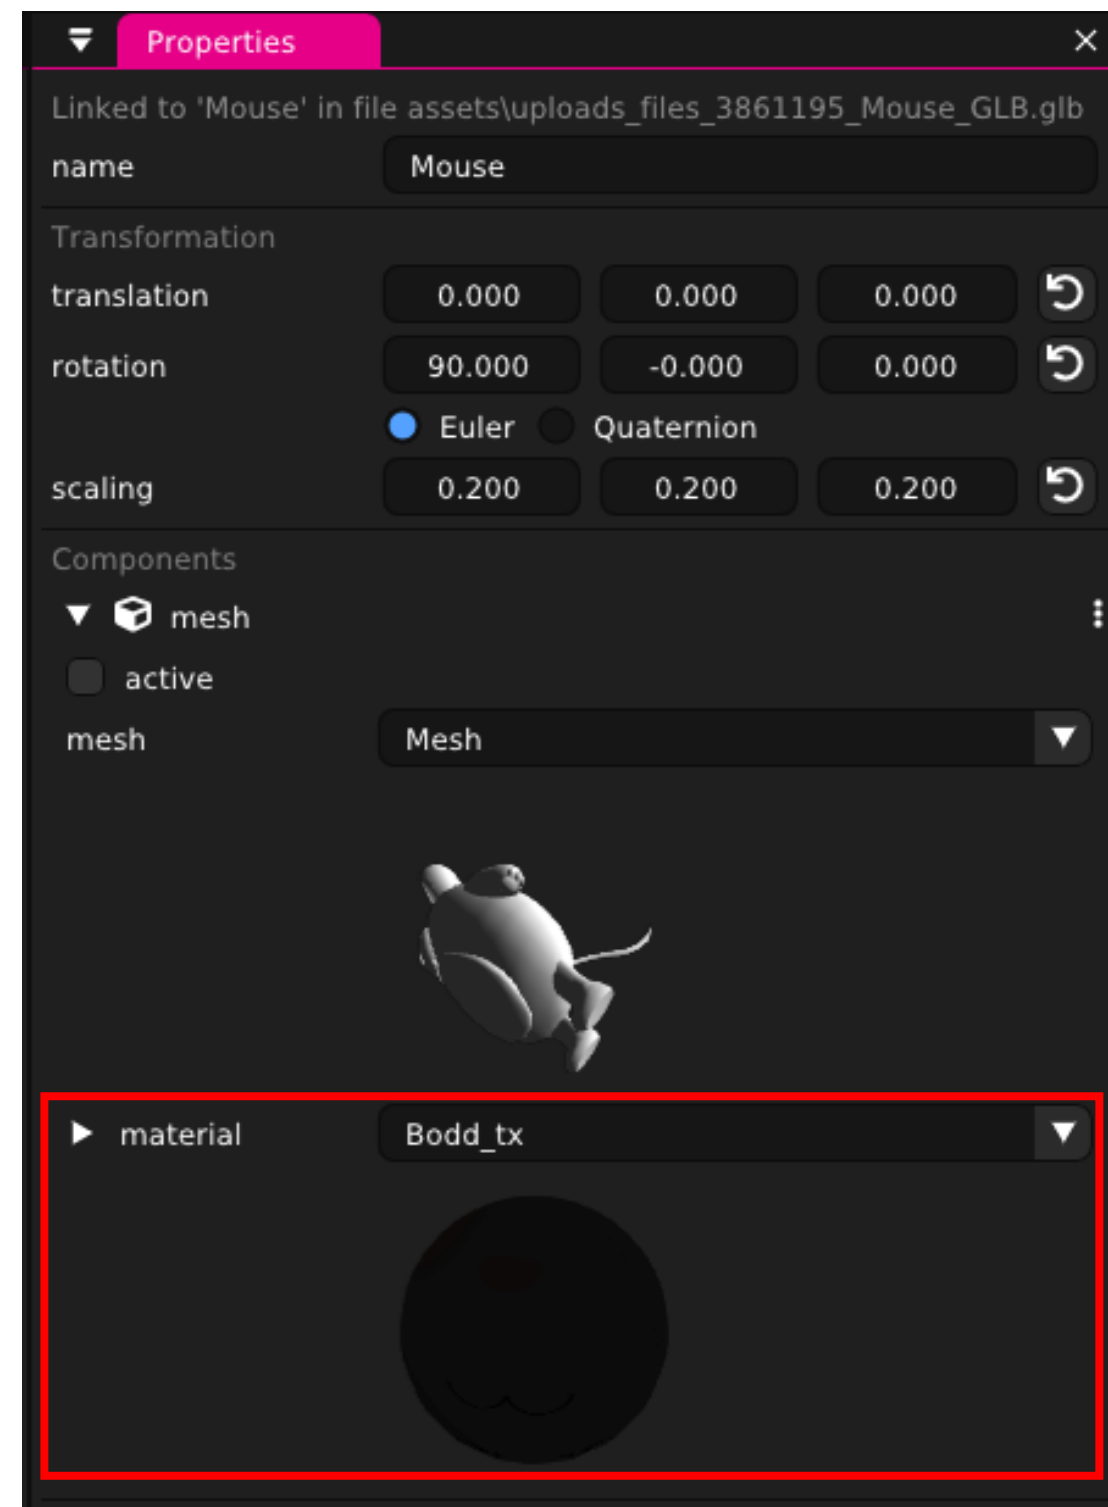 Properties
Linked to 'Mouse' in file assets\uploads_files_3861195_Mouse_GLB.glb
name Mouse
Transformation
translation 0.000 0.000 0.000
rotation 90.000 -0.000 0.000
Euler Quaternion
scaling 0.200 0.200 0.200
Components
mesh
active
mesh Mesh
material Bodd_tx